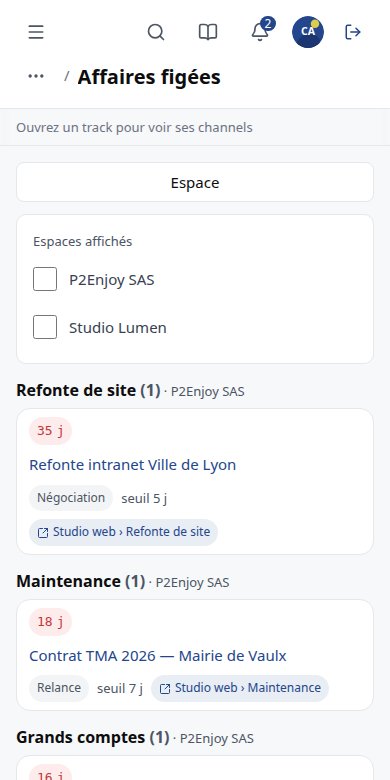 2
CA
... / Affaires figées
Ouvrez un track pour voir ses channels
Espace
Espaces affichés
P2Enjoy SAS
Studio Lumen
Refonte de site (1) · P2Enjoy SAS
35 j
Refonte intranet Ville de Lyon
Négociation seuil 5 j
Studio web › Refonte de site
Maintenance (1) · P2Enjoy SAS
18 j
Contrat TMA 2026 — Mairie de Vaulx
Relance seuil 7 j Studio web › Maintenance
Grands comptes (1) · P2Enjoy SAS
16 j